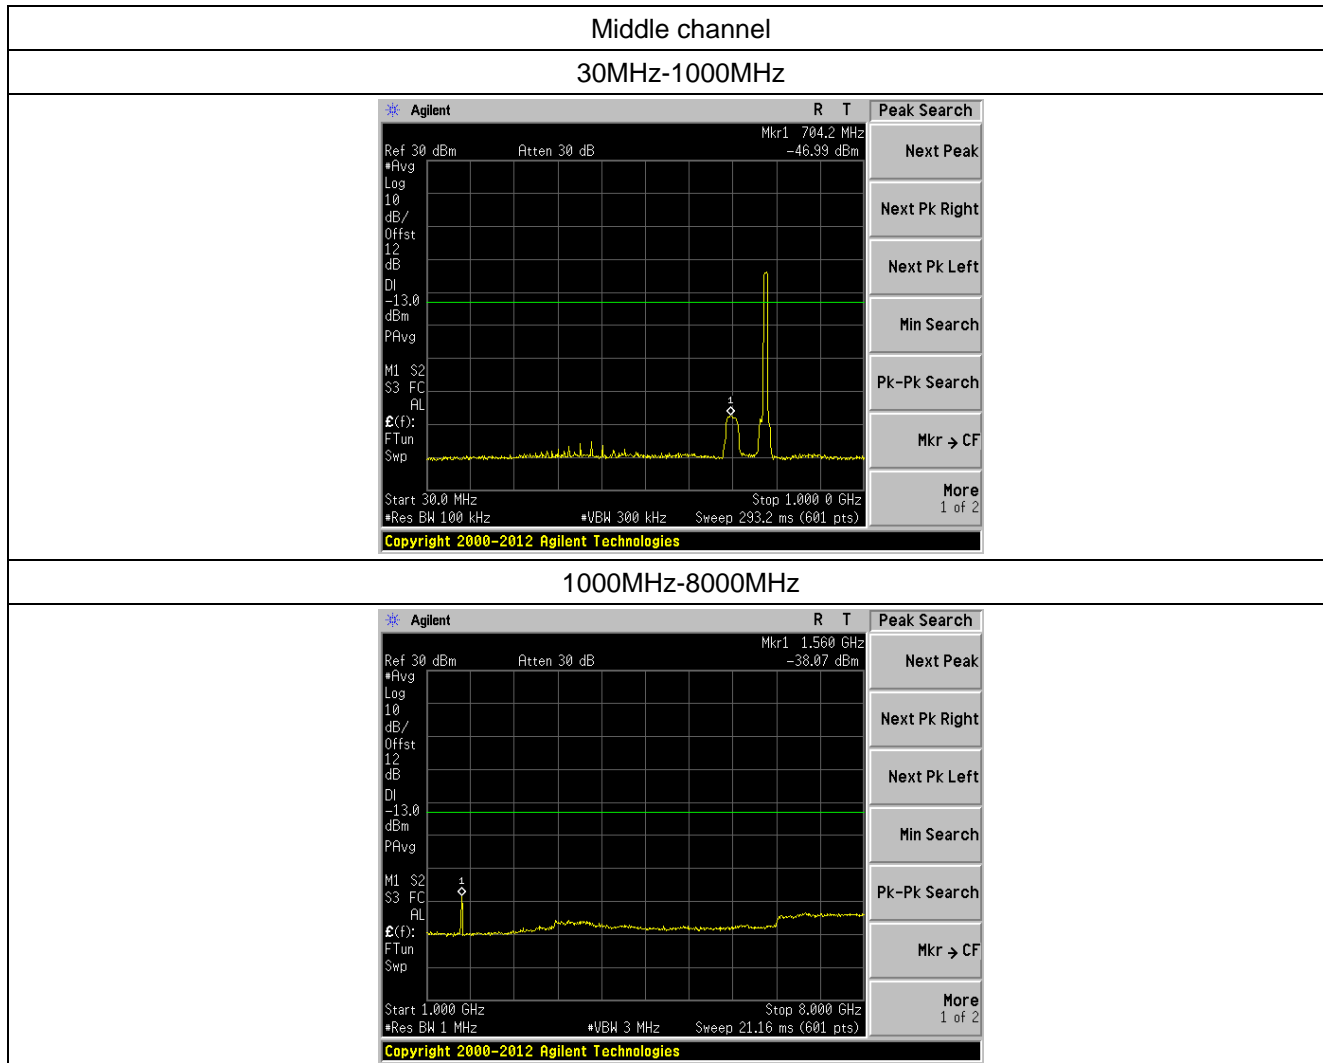 Middle channel
30MHz-1000MHz
Agilent R T Peak Search
Mkr1 704.2 MHz
Ref 30 dBm Atten 30 dB -46.99 dBm
#Avg
Log
10
dB/
Offst
12
dB
DI
-13.0
dBm
PAvg
M1 S2
S3 FC
AL
£(f):
FTun
Swp
1
Start 30.0 MHz Stop 1.000 0 GHz
#Res BW 100 kHz #VBW 300 kHz Sweep 293.2 ms (601 pts)
Copyright 2000-2012 Agilent Technologies
Next Peak
Next Pk Right
Next Pk Left
Min Search
Pk-Pk Search
Mkr → CF
More
1 of 2
1000MHz-8000MHz
Agilent R T Peak Search
Mkr1 1.560 GHz
Ref 30 dBm Atten 30 dB -38.07 dBm
#Avg
Log
10
dB/
Offst
12
dB
DI
-13.0
dBm
PAvg
M1 S2
S3 FC
AL
£(f):
FTun
Swp
1
Start 1.000 GHz Stop 8.000 GHz
#Res BW 1 MHz #VBW 3 MHz Sweep 21.16 ms (601 pts)
Copyright 2000-2012 Agilent Technologies
Next Peak
Next Pk Right
Next Pk Left
Min Search
Pk-Pk Search
Mkr → CF
More
1 of 2